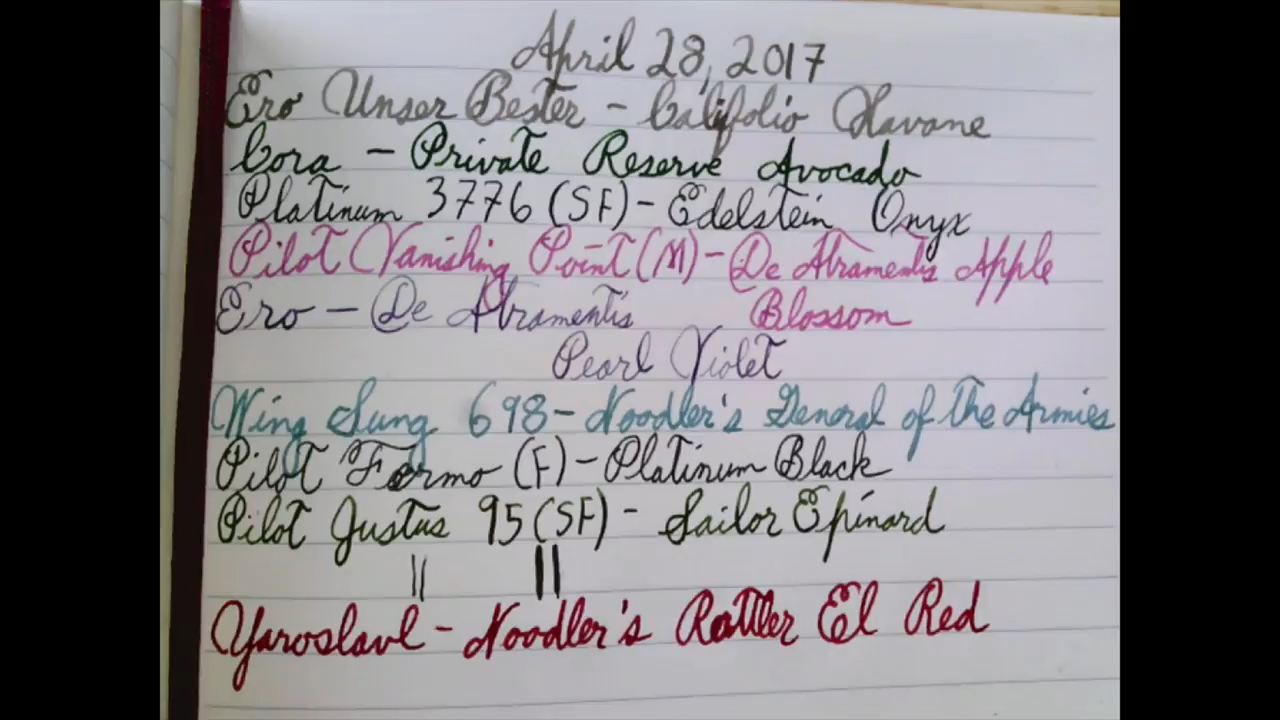 April 28, 2017
Ero Unser Bester - Califolio Havane
Cora - Private Reserve Avocado
Platinum 3776 (SF) - Edelstein Onyx
Pilot Vanishing Point (M) - De Atramentis Apple
Blossom
Ero - De Atramentis
Pearl Violet
Wing Sung 698 - Noodler's General of the Armies
Pilot Fermo (F) - Platinum Black
Pilot Justus 95 (SF) - Sailor Epinard
|| ||
Yaroslavl - Noodler's Rattler El Red